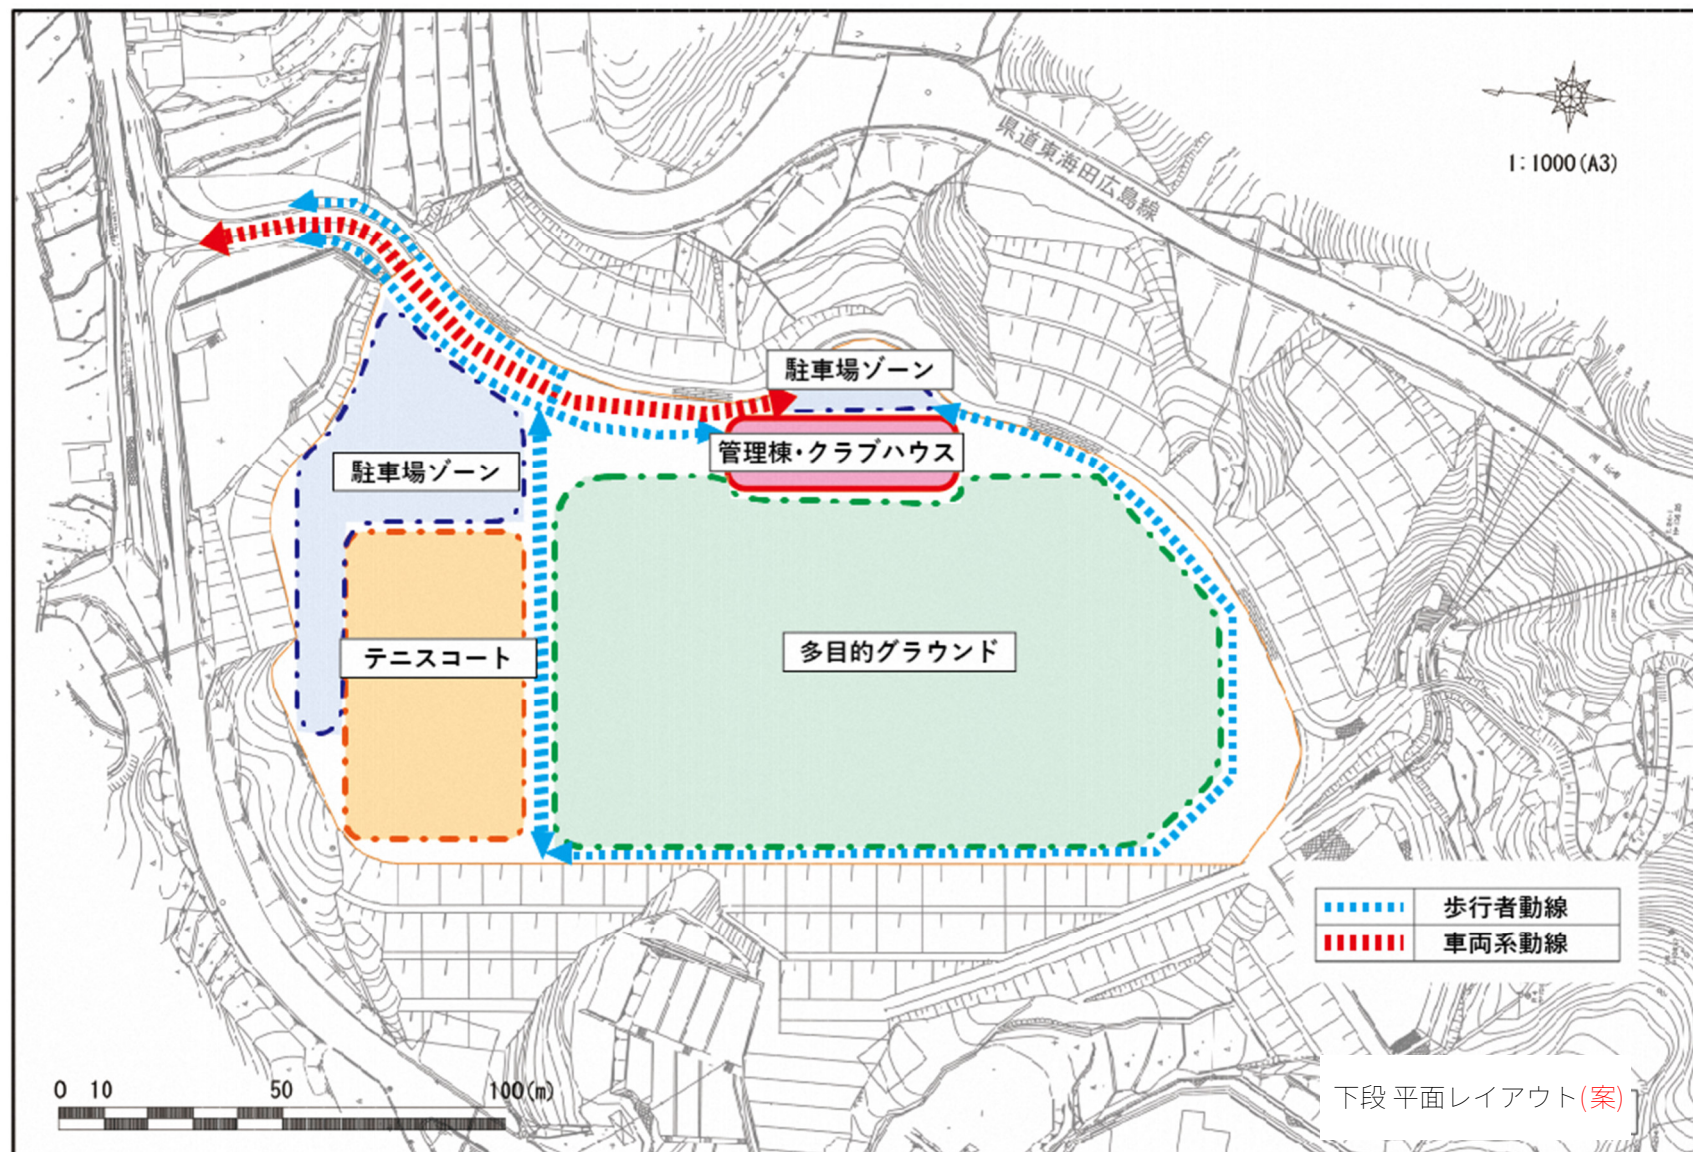 県道東海田広島線
1:1000(A3)
駐車場ゾーン
管理棟・クラブハウス
駐車場ゾーン
テニスコート
多目的グラウンド
歩行者動線
車両系動線
0 10 50 100(m)
下段 平面レイアウト(案)